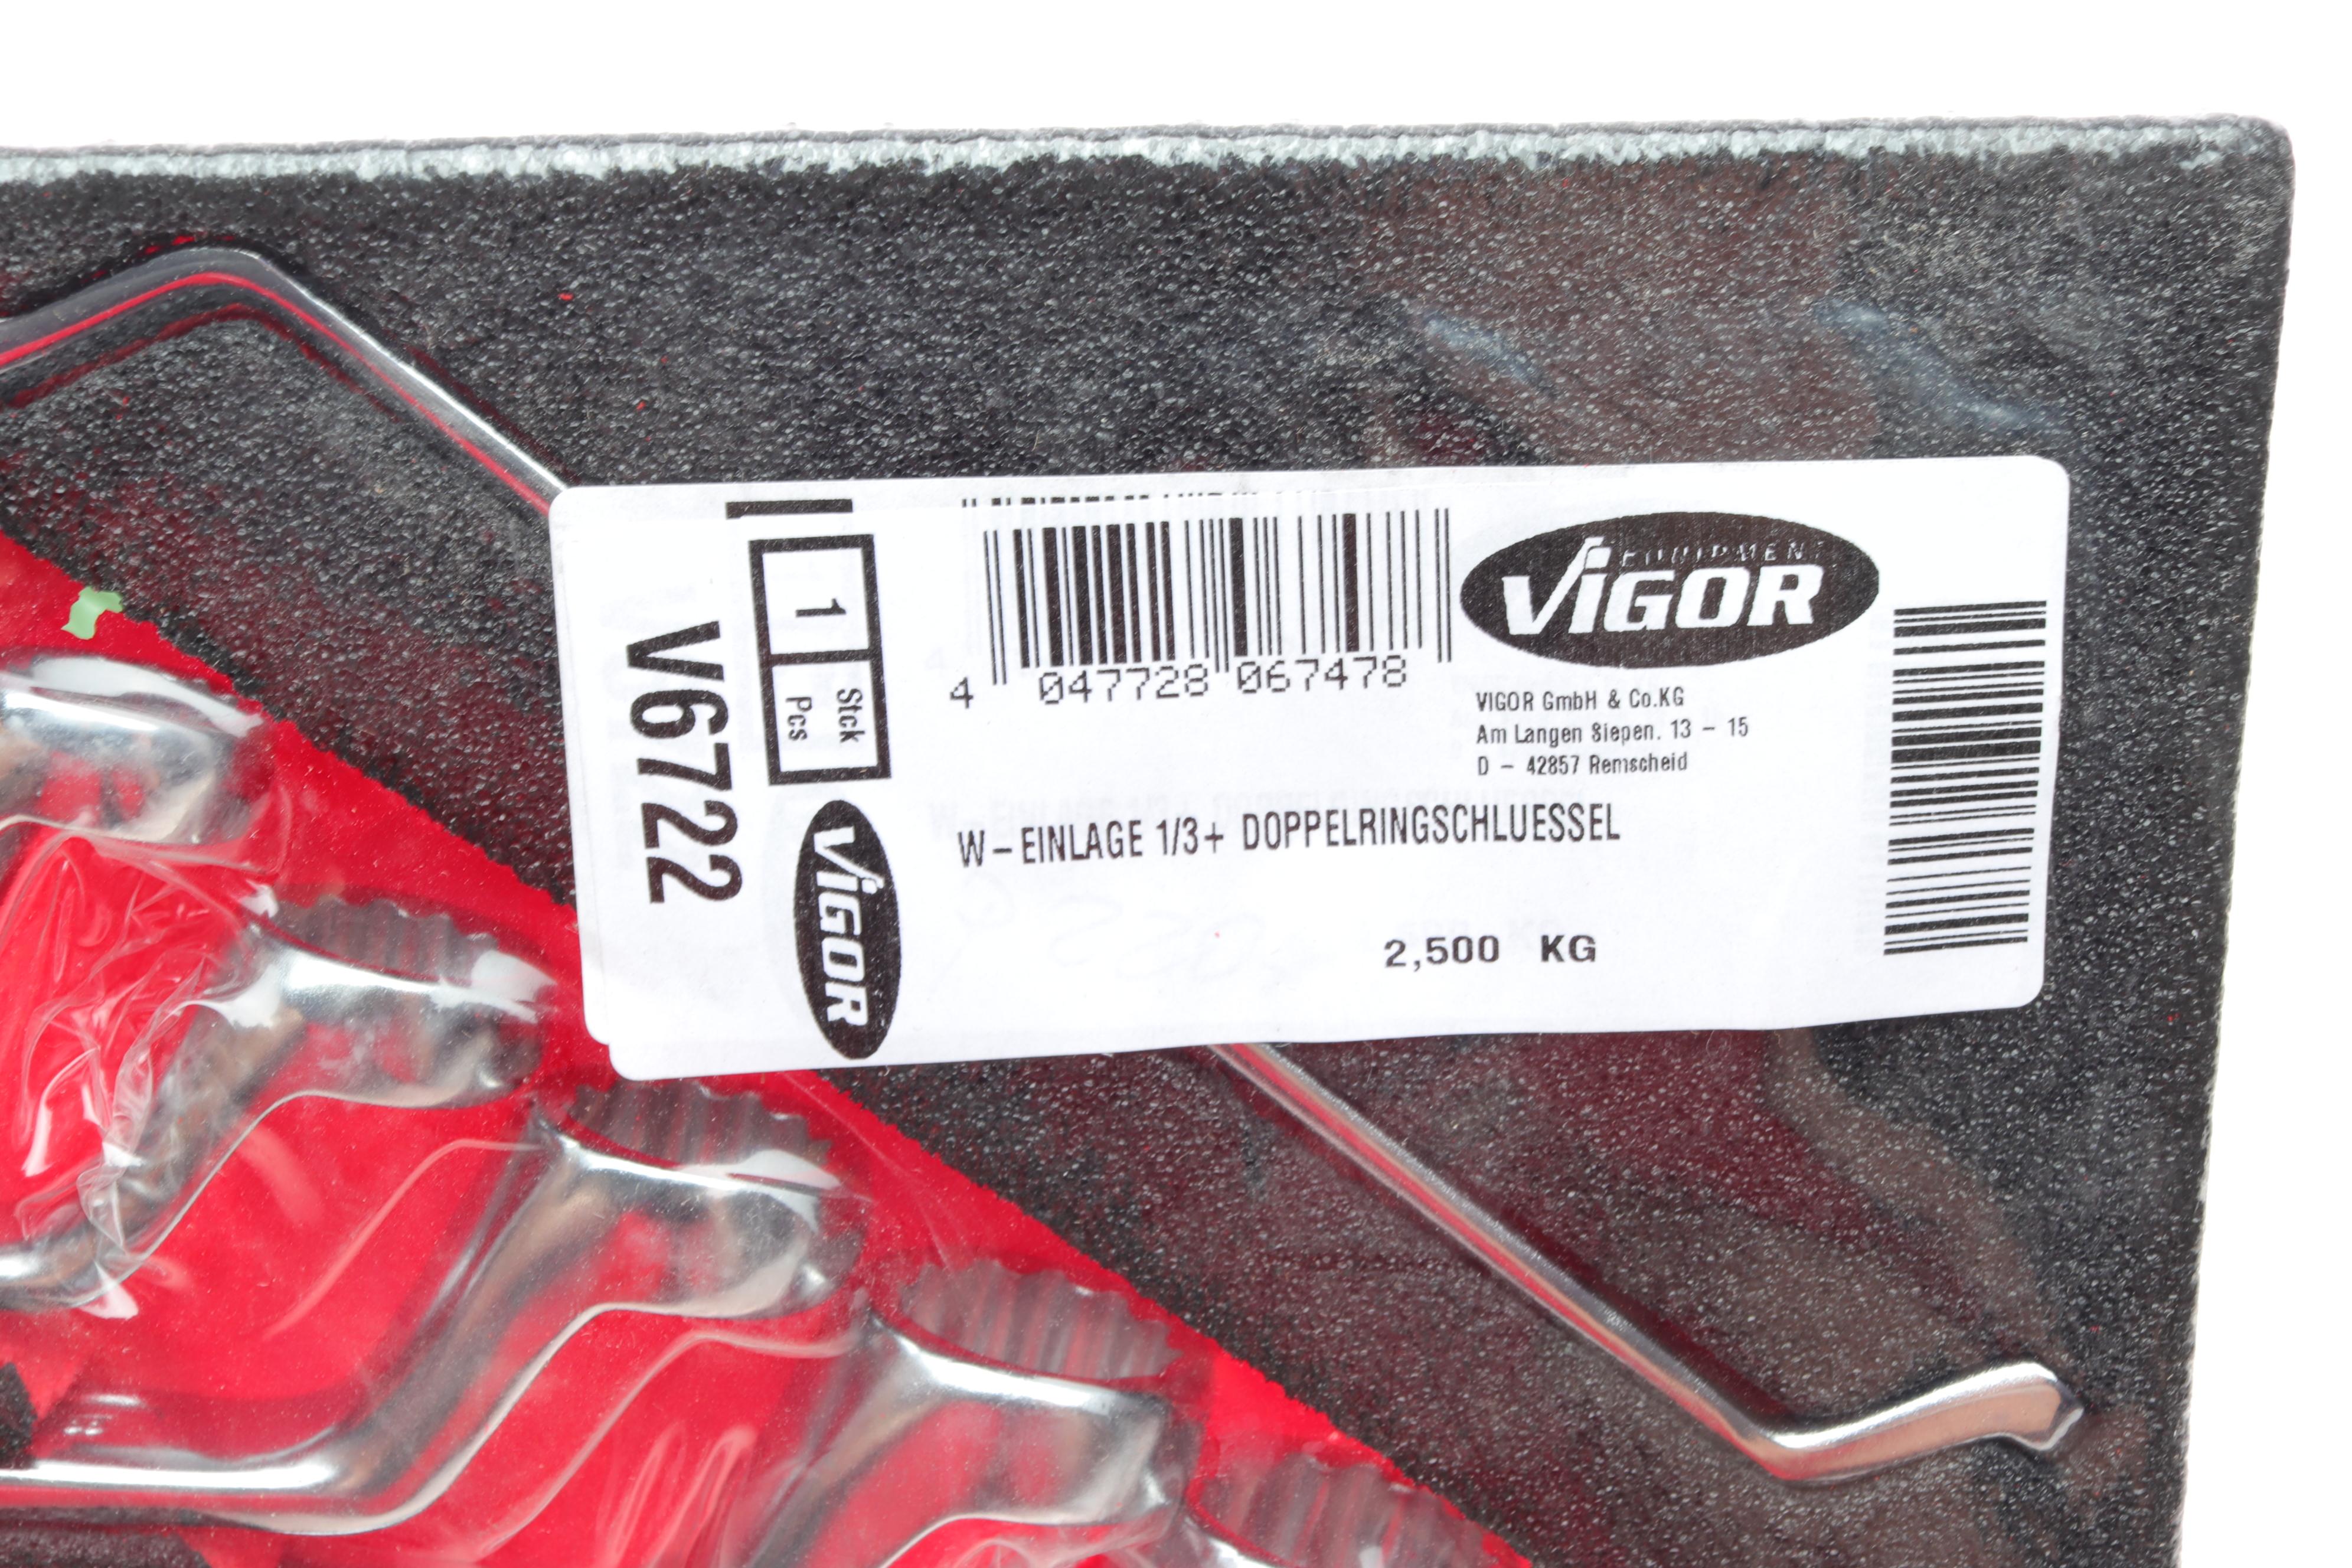 V6722
1
Stck
Pcs
VIGOR
4 047728 067478
EQUIPMENT
VIGOR
VIGOR GmbH & Co.KG
Am Langen Siepen. 13 - 15
D - 42857 Remscheid
W-EINLAGE 1/3+ DOPPELRINGSCHLUESSEL
2,500 KG